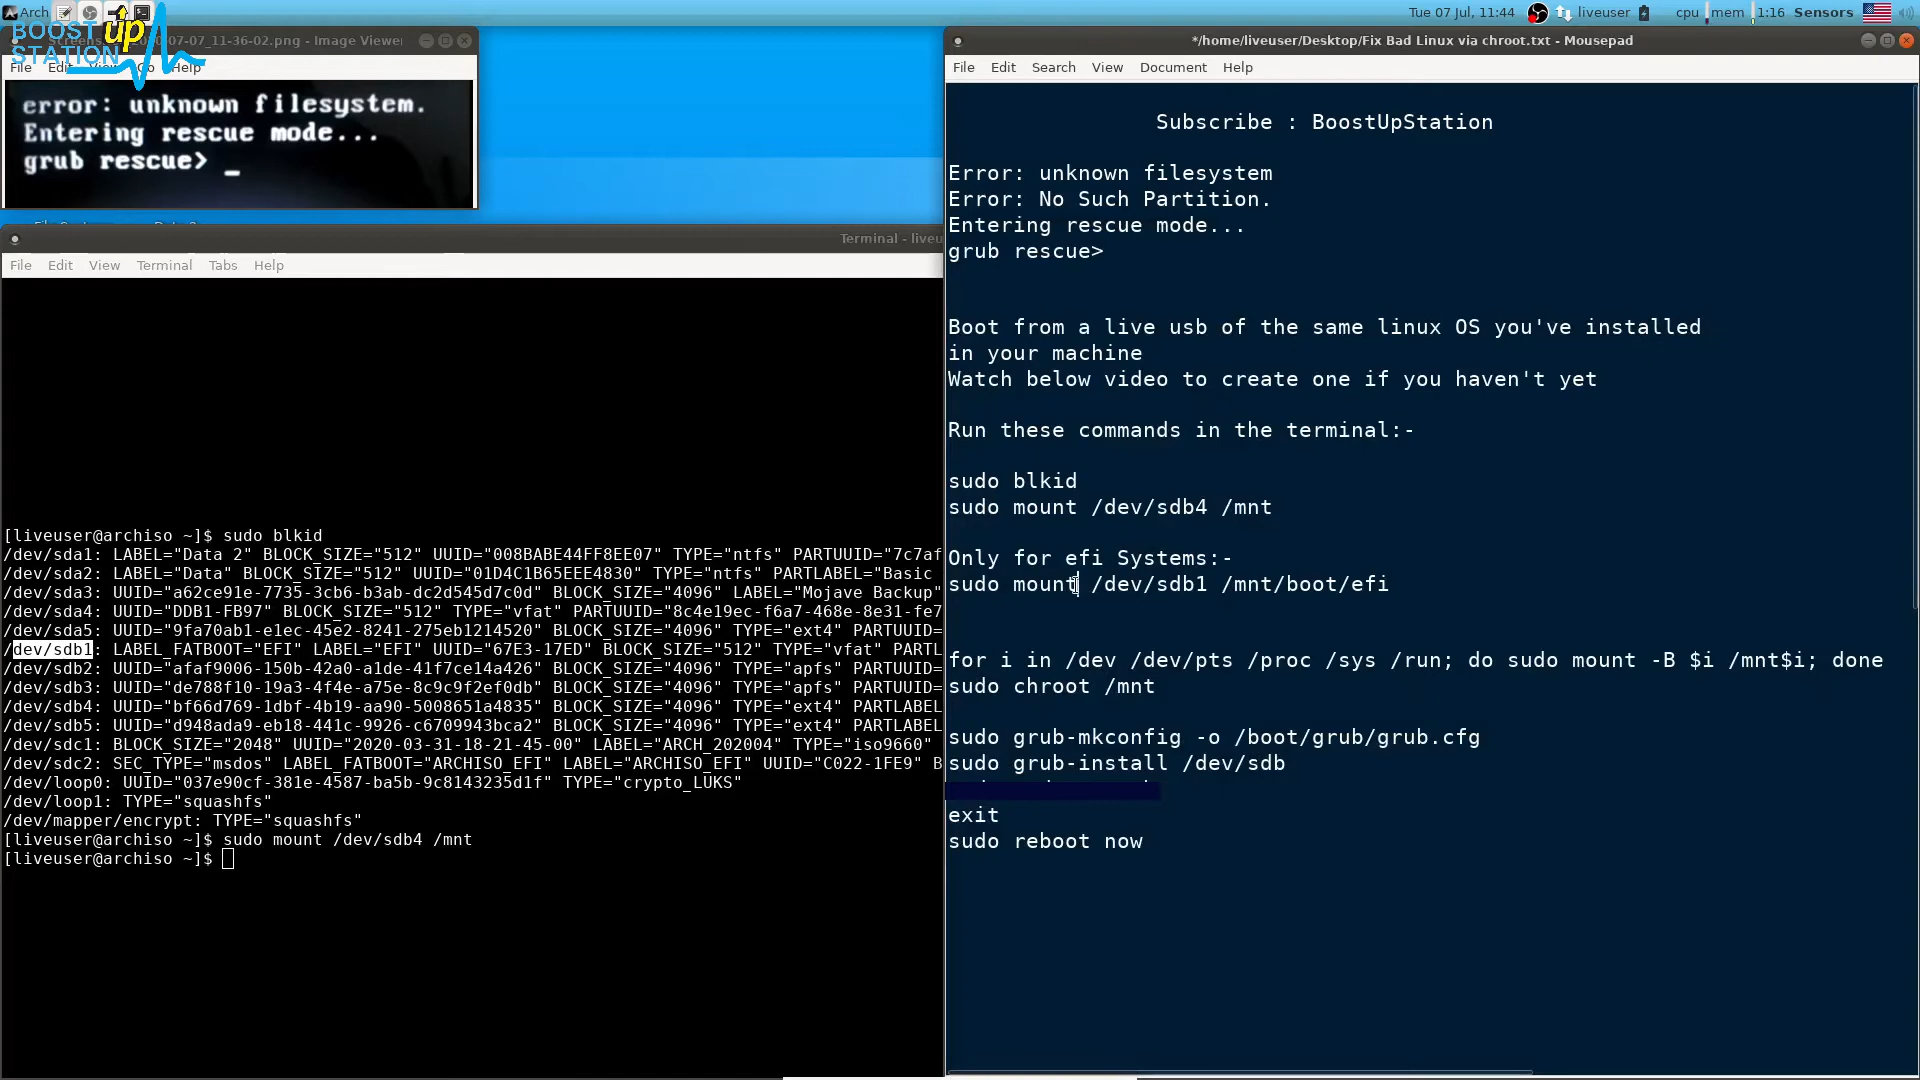 Arch
Tue 07 Jul, 11:44
liveuser
cpu
mem
1:16
Sensors
BOOST up
STATION
07-07_11-36-02.png - Image Viewer
File
Go
Help
error: unknown filesystem.
Entering rescue mode...
grub rescue> _
Terminal - liveu
File Edit View Terminal Tabs Help
[liveuser@archiso ~]$ sudo blkid
/dev/sda1: LABEL="Data 2" BLOCK_SIZE="512" UUID="008BABE44FF8EE07" TYPE="ntfs" PARTUUID="7c7af
/dev/sda2: LABEL="Data" BLOCK_SIZE="512" UUID="01D4C1B65EEE4830" TYPE="ntfs" PARTLABEL="Basic
/dev/sda3: UUID="a62ce91e-7735-3cb6-b3ab-dc2d545d7c0d" BLOCK_SIZE="4096" LABEL="Mojave Backup"
/dev/sda4: UUID="DDB1-FB97" BLOCK_SIZE="512" TYPE="vfat" PARTUUID="8c4e19ec-f6a7-468e-8e31-fe7
/dev/sda5: UUID="9fa70ab1-e1ec-45e2-8241-275eb1214520" BLOCK_SIZE="4096" TYPE="ext4" PARTUUID=
/dev/sdb1: LABEL_FATBOOT="EFI" LABEL="EFI" UUID="67E3-17ED" BLOCK_SIZE="512" TYPE="vfat" PARTL
/dev/sdb2: UUID="afaf9006-150b-42a0-a1de-41f7ce14a426" BLOCK_SIZE="4096" TYPE="apfs" PARTUUID=
/dev/sdb3: UUID="de788f10-19a3-4f4e-a75e-8c9c9f2ef0db" BLOCK_SIZE="4096" TYPE="apfs" PARTUUID=
/dev/sdb4: UUID="bf66d769-1dbf-4b19-aa90-5008651a4835" BLOCK_SIZE="4096" TYPE="ext4" PARTLABEL
/dev/sdb5: UUID="d948ada9-eb18-441c-9926-c6709943bca2" BLOCK_SIZE="4096" TYPE="ext4" PARTLABEL
/dev/sdc1: BLOCK_SIZE="2048" UUID="2020-03-31-18-21-45-00" LABEL="ARCH_202004" TYPE="iso9660"
/dev/sdc2: SEC_TYPE="msdos" LABEL_FATBOOT="ARCHISO_EFI" LABEL="ARCHISO_EFI" UUID="C022-1FE9" B
/dev/loop0: UUID="037e90cf-381e-4587-ba5b-9c8143235d1f" TYPE="crypto_LUKS"
/dev/loop1: TYPE="squashfs"
/dev/mapper/encrypt: TYPE="squashfs"
[liveuser@archiso ~]$ sudo mount /dev/sdb4 /mnt
[liveuser@archiso ~]$
*/home/liveuser/Desktop/Fix Bad Linux via chroot.txt - Mousepad
File Edit Search View Document Help
Subscribe : BoostUpStation
Error: unknown filesystem
Error: No Such Partition.
Entering rescue mode...
grub rescue>
Boot from a live usb of the same linux OS you've installed
in your machine
Watch below video to create one if you haven't yet
Run these commands in the terminal:-
sudo blkid
sudo mount /dev/sdb4 /mnt
Only for efi Systems:-
sudo mount /dev/sdb1 /mnt/boot/efi
for i in /dev /dev/pts /proc /sys /run; do sudo mount -B $i /mnt$i; done
sudo chroot /mnt
sudo grub-mkconfig -o /boot/grub/grub.cfg
sudo grub-install /dev/sdb
exit
sudo reboot now